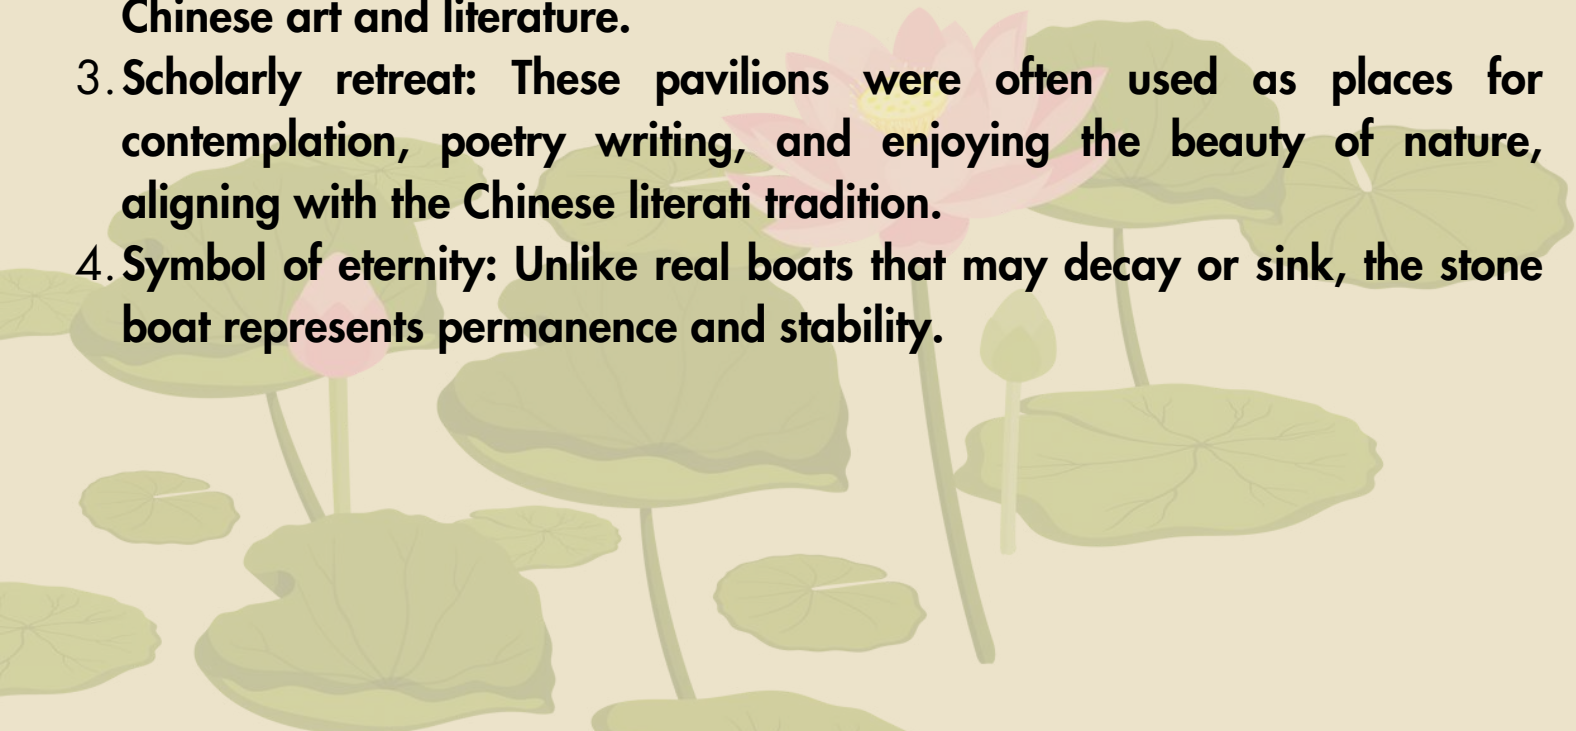 Chinese art and literature.
3. Scholarly retreat: These pavilions were often used as places for
contemplation, poetry writing, and enjoying the beauty of nature,
aligning with the Chinese literati tradition.
4. Symbol of eternity: Unlike real boats that may decay or sink, the stone
boat represents permanence and stability.